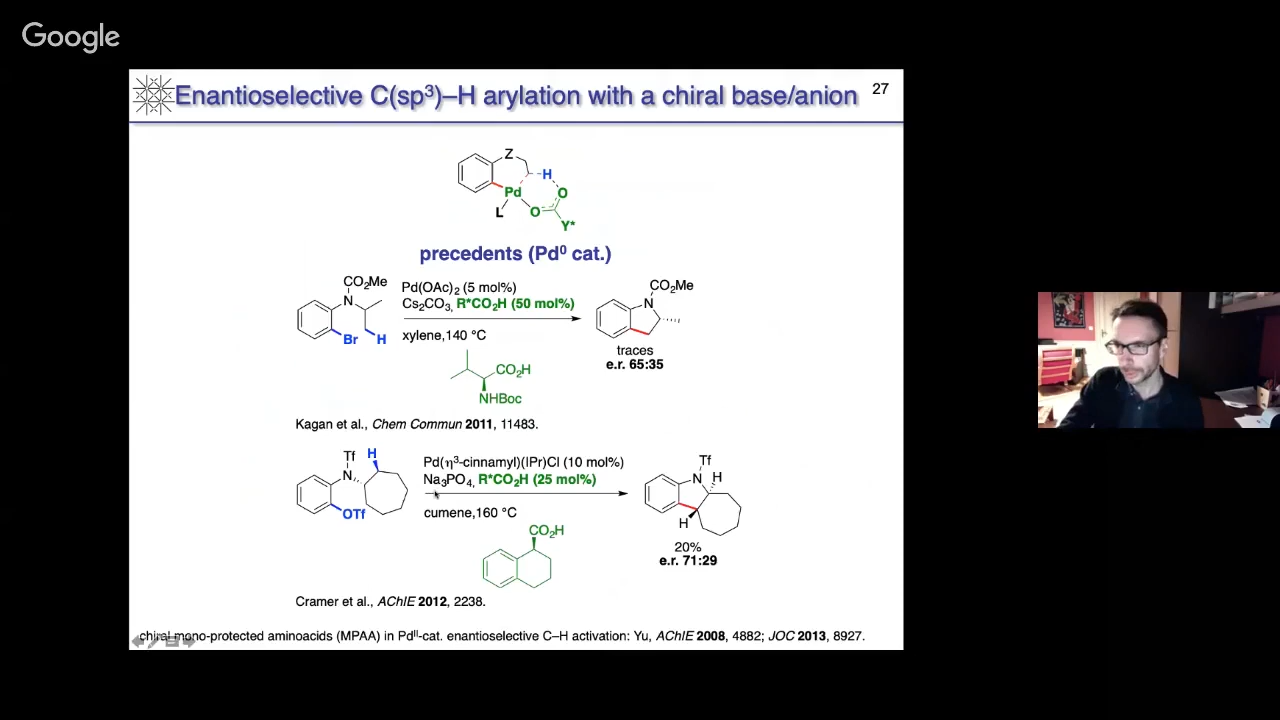 Google
Enantioselective C(sp³)–H arylation with a chiral base/anion
27
Z
H
Pd
O
L
O
Y*
precedents (Pd⁰ cat.)
CO₂Me
N
Br
H
Pd(OAc)₂ (5 mol%)
Cs₂CO₃, R*CO₂H (50 mol%)
xylene,140 °C
CO₂H
NHBoc
CO₂Me
N
traces
e.r. 65:35
Kagan et al., Chem Commun 2011, 11483.
Tf
H
N
OTf
Pd(η³-cinnamyl)(IPr)Cl (10 mol%)
Na₃PO₄, R*CO₂H (25 mol%)
cumene,160 °C
CO₂H
Tf
N
H
H
20%
e.r. 71:29
Cramer et al., AChIE 2012, 2238.
chiral mono-protected aminoacids (MPAA) in Pdᴵᴵ-cat. enantioselective C–H activation: Yu, AChIE 2008, 4882; JOC 2013, 8927.